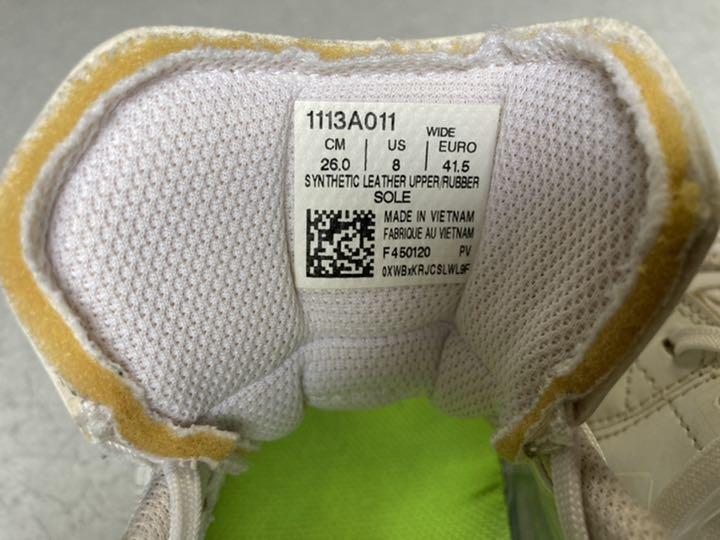 1113A011
WIDE
CM | US | EURO
26.0 | 8 | 41.5
SYNTHETIC LEATHER UPPER/RUBBER
SOLE
MADE IN VIETNAM
FABRIQUE AU VIETNAM
F450120 PV
0XWBxKRJCSLWL9F